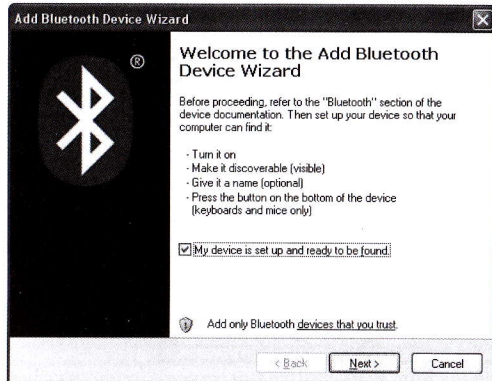 Add Bluetooth Device Wizard
®
Welcome to the Add Bluetooth
Device Wizard
Before proceeding, refer to the "Bluetooth" section of the
device documentation. Then set up your device so that your
computer can find it:
- Turn it on
- Make it discoverable (visible)
- Give it a name (optional)
- Press the button on the bottom of the device
(keyboards and mice only)
My device is set up and ready to be found.
Add only Bluetooth devices that you trust.
< Back
Next >
Cancel